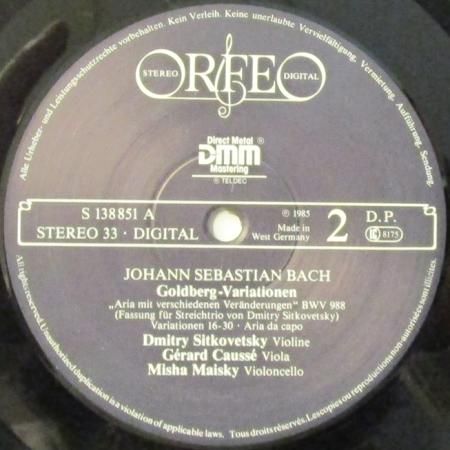 Alle Urheber- und Leistungsschutzrechte vorbehalten. Kein Verleih. Keine unerlaubte Vervielfältigung, Vermietung, Aufführung, Sendung.
STEREO ORFEO DIGITAL
Direct Metal ®
DMM
Mastering
® TELDEC
S 138851 A
STEREO 33 · DIGITAL
℗ 1985
Made in
West Germany
2
D.P.
LC 8175
JOHANN SEBASTIAN BACH
Goldberg-Variationen
„Aria mit verschiedenen Veränderungen" BWV 988
(Fassung für Streichtrio von Dmitry Sitkovetsky)
Variationen 16-30 · Aria da capo
Dmitry Sitkovetsky Violine
Gérard Caussé Viola
Misha Maisky Violoncello
All rights reserved. Unauthorized duplication is a violation of applicable laws. Tous droits réservés. Les copies ou reproductions non-autorisées sont illicites.